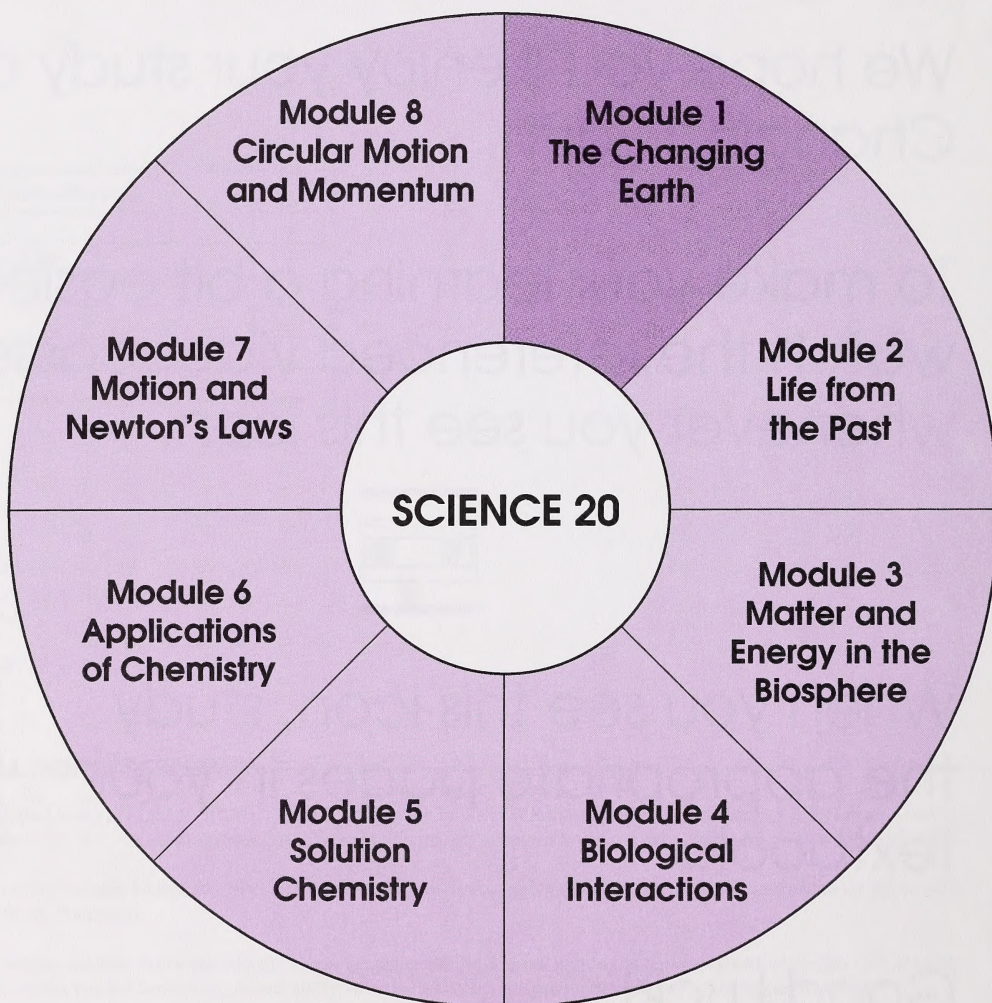 Module 8
Circular Motion
and Momentum
Module 1
The Changing
Earth
Module 7
Motion and
Newton's Laws
Module 2
Life from
the Past
SCIENCE 20
Module 6
Applications
of Chemistry
Module 3
Matter and
Energy in the
Biosphere
Module 5
Solution
Chemistry
Module 4
Biological
Interactions